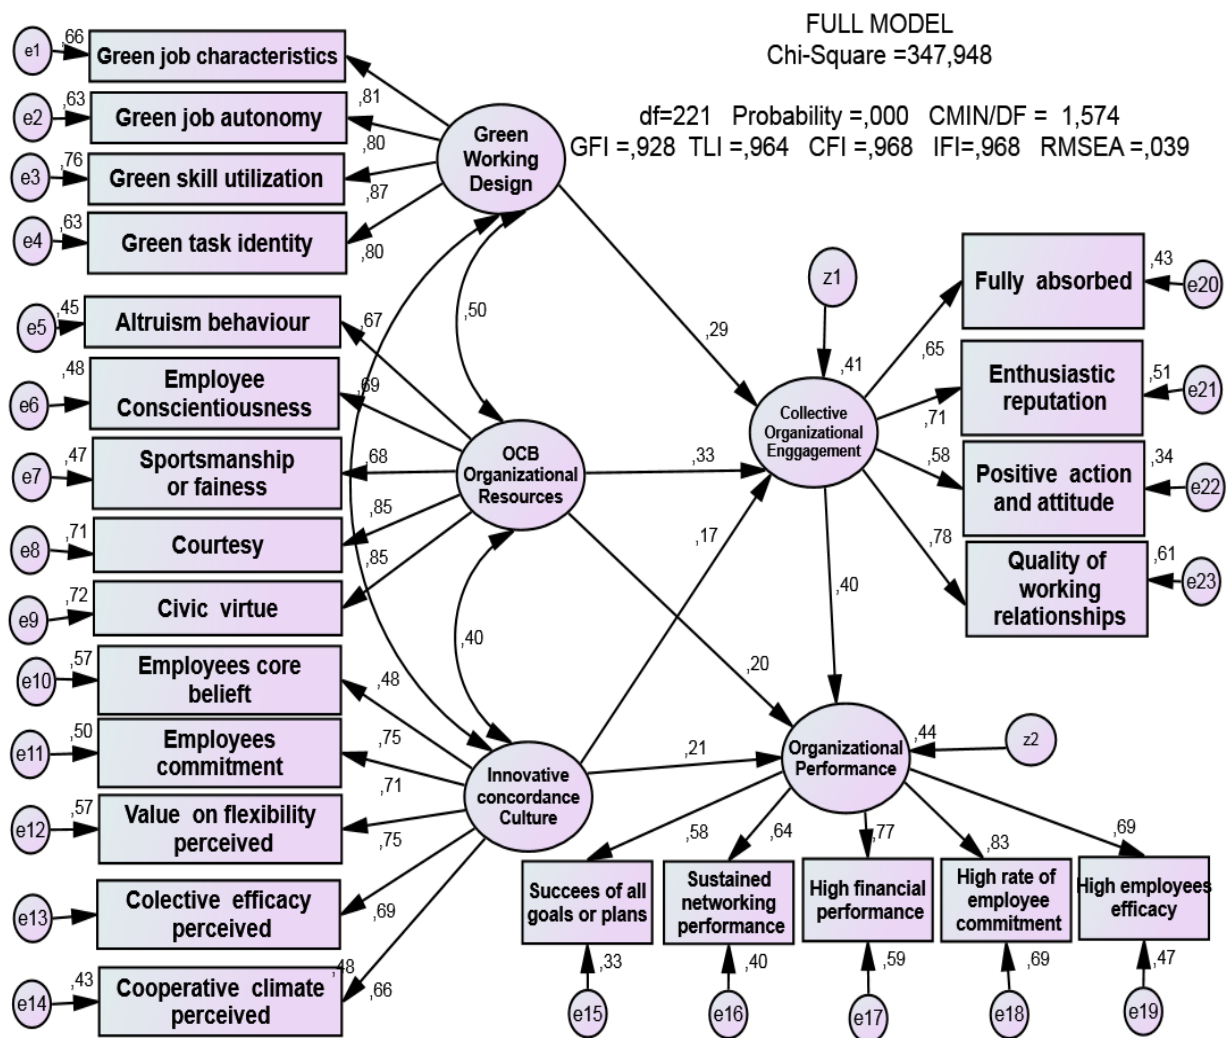 FULL MODEL
Chi-Square =347,948
df=221 Probability =,000 CMIN/DF = 1,574
GFI =,928 TLI =,964 CFI =,968 IFI=,968 RMSEA =,039
e1
,66
Green job characteristics
,81
e2
,63
Green job autonomy
,80
e3
,76
Green skill utilization
,87
e4
,63
Green task identity
,80
Green
Working
Design
,50
,29
e5
,45
Altruism behaviour
,67
e6
,48
Employee
Conscientiousness
,69
e7
,47
Sportsmanship
or fainess
,68
e8
,71
Courtesy
,85
e9
,72
Civic virtue
,85
OCB
Organizational
Resources
,33
,20
,40
,48
e10
,57
Employees core
belieft
,75
e11
,50
Employees
commitment
,71
e12
,57
Value on flexibility
perceived
,75
e13
Colective efficacy
perceived
,69
,48
e14
,43
Cooperative climate
perceived
,66
Innovative
concordance
Culture
,17
,21
z1
,41
Collective
Organizational
Enggagement
,40
,65
Fully absorbed
,43
e20
,71
Enthusiastic
reputation
,51
e21
,58
Positive action
and attitude
,34
e22
,78
Quality of
working
relationships
,61
e23
Organizational
Performance
,44
z2
,58
,64
,77
,83
,69
Succees of all
goals or plans
Sustained
networking
performance
High financial
performance
High rate of
employee
commitment
High employees
efficacy
,33
,40
,59
,69
,47
e15
e16
e17
e18
e19